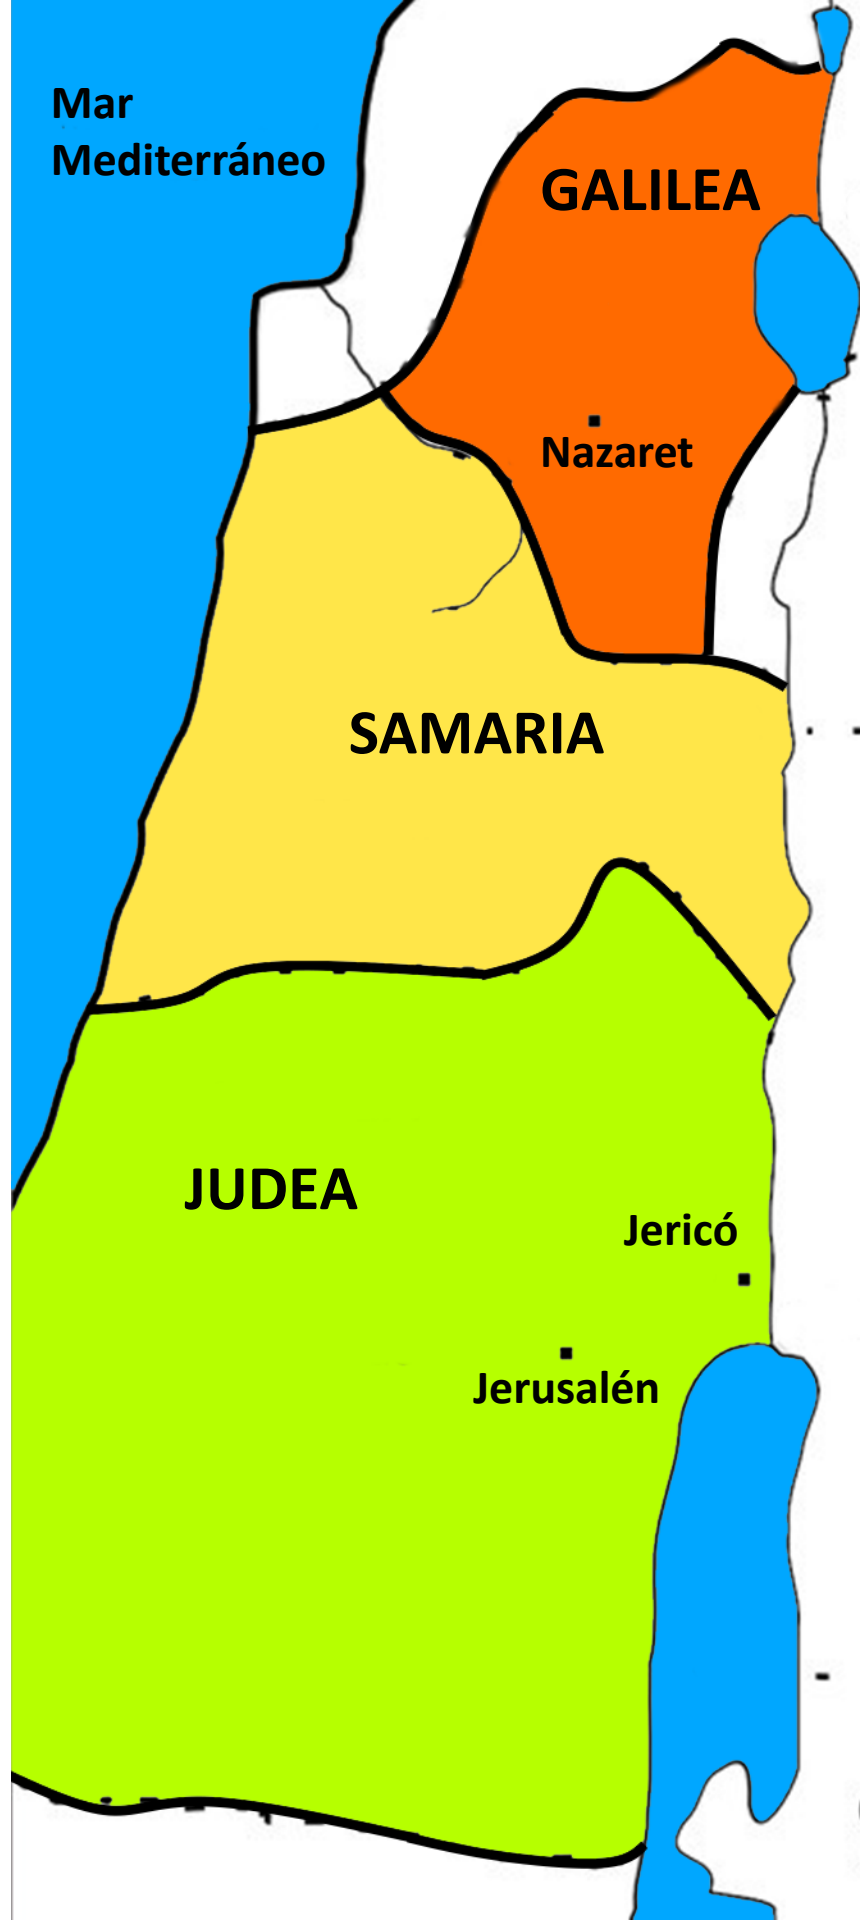 Mar
Mediterráneo
GALILEA
Nazaret
SAMARIA
JUDEA
Jericó
Jerusalén